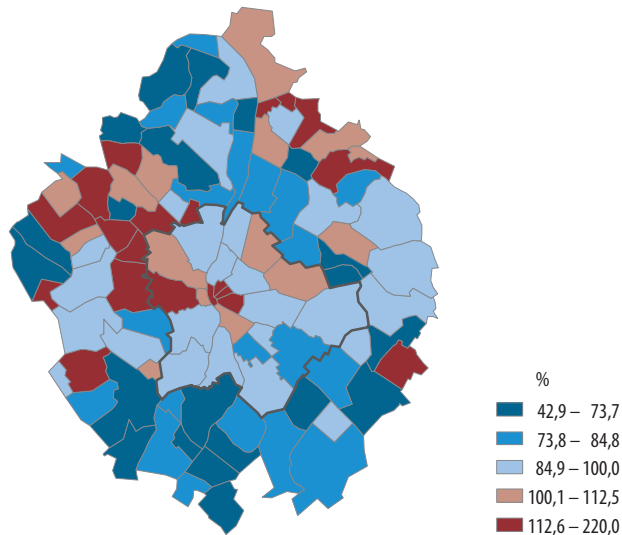 %
42,9 – 73,7
73,8 – 84,8
84,9 – 100,0
100,1 – 112,5
112,6 – 220,0